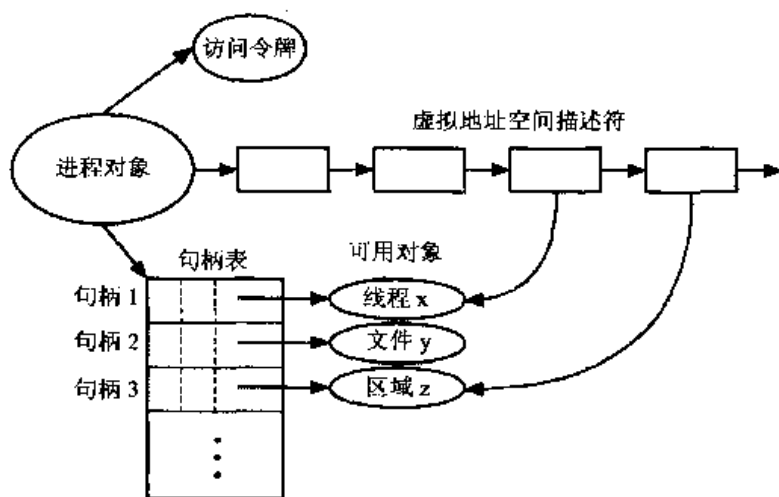 访问令牌
虚拟地址空间描述符
进程对象
句柄表
可用对象
句柄 1
线程 x
句柄 2
文件 y
句柄 3
区域 z